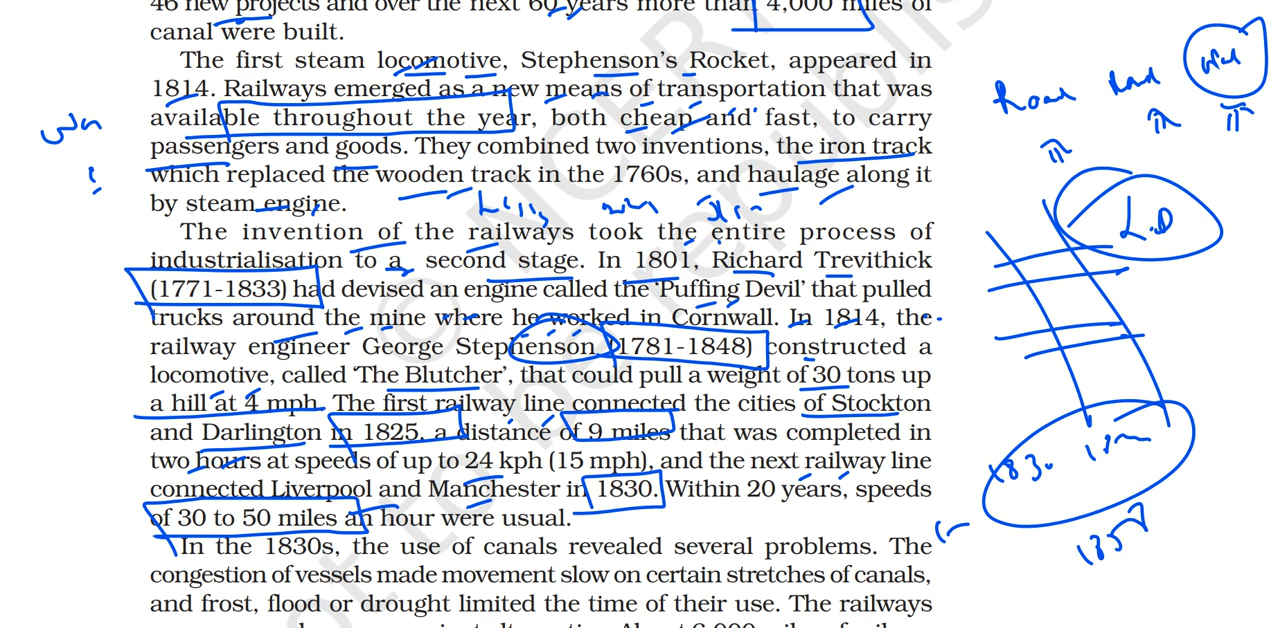 46 new projects and over the next 60 years more than 4,000 miles of
canal were built.
The first steam locomotive, Stephenson's Rocket, appeared in
1814. Railways emerged as a new means of transportation that was
available throughout the year, both cheap and fast, to carry
passengers and goods. They combined two inventions, the iron track
which replaced the wooden track in the 1760s, and haulage along it
by steam engine.
The invention of the railways took the entire process of
industrialisation to a second stage. In 1801, Richard Trevithick
(1771-1833) had devised an engine called the 'Puffing Devil' that pulled
trucks around the mine where he worked in Cornwall. In 1814, the
railway engineer George Stephenson (1781-1848) constructed a
locomotive, called 'The Blutcher', that could pull a weight of 30 tons up
a hill at 4 mph. The first railway line connected the cities of Stockton
and Darlington in 1825, a distance of 9 miles that was completed in
two hours at speeds of up to 24 kph (15 mph), and the next railway line
connected Liverpool and Manchester in 1830. Within 20 years, speeds
of 30 to 50 miles an hour were usual.
In the 1830s, the use of canals revealed several problems. The
congestion of vessels made movement slow on certain stretches of canals,
and frost, flood or drought limited the time of their use. The railways
© NCERT
not to be republis
Road
L.D
1830